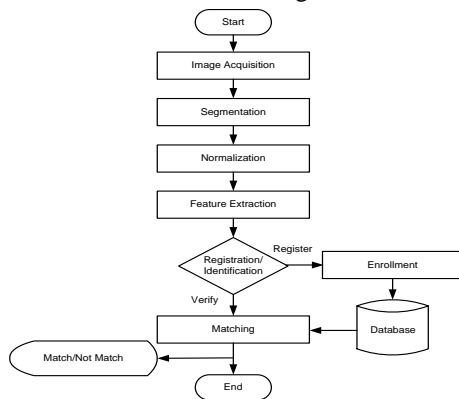 Start
Image Acquisition
Segmentation
Normalization
Feature Extraction
Registration/
Identification
Register
Enrollment
Verify
Matching
Database
Match/Not Match
End